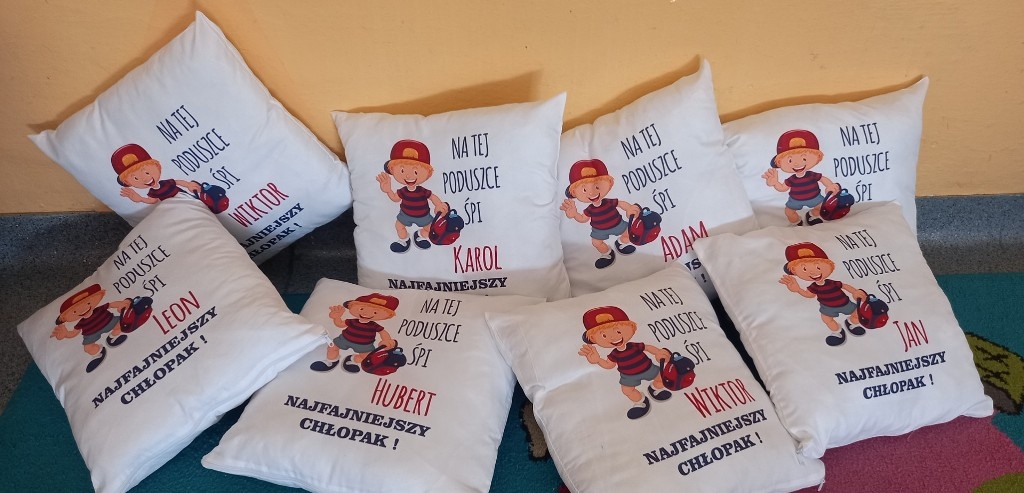 NA TEJ
PODUSZCE
ŚPI
WIKTOR
NAJFAJNIEJSZY
CHŁOPAK !
NA TEJ
PODUSZCE
ŚPI
KAROL
NAJFAJNIEJSZY
NA TEJ
PODUSZCE
ŚPI
ADAM
NA TEJ
PODUSZCE
ŚPI
NA TEJ
PODUSZCE
ŚPI
LEON
NAJFAJNIEJSZY
CHŁOPAK !
NA TEJ
PODUSZCE
ŚPI
HUBERT
NAJFAJNIEJSZY
CHŁOPAK !
NA TEJ
PODUSZCE
ŚPI
WIKTOR
NAJFAJNIEJSZY
CHŁOPAK !
NA TEJ
PODUSZCE
ŚPI
JAN
NAJFAJNIEJSZY
CHŁOPAK !